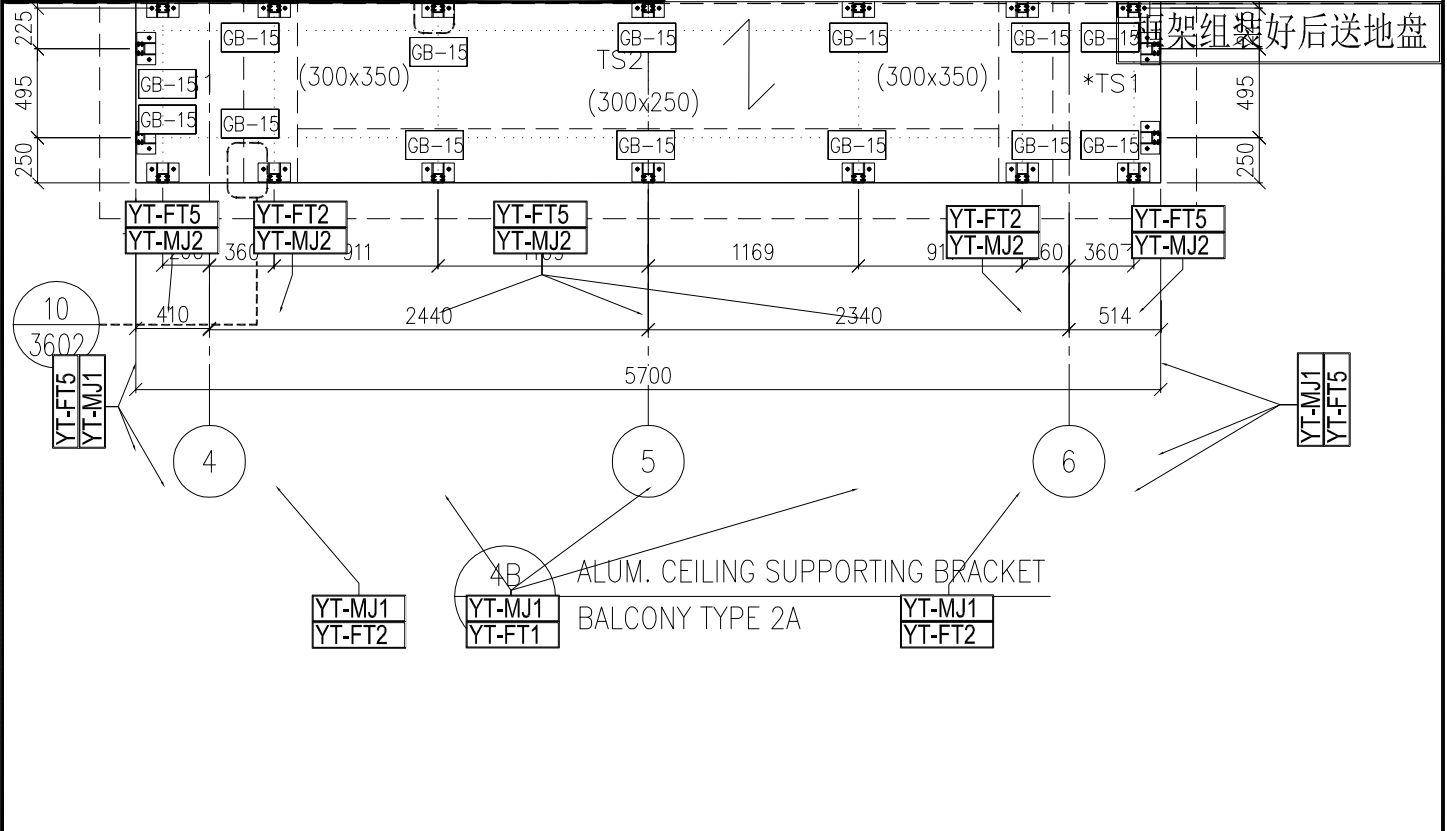 225
GB-15
GB-15
GB-15
GB-15
GB-15
GB-15
框架组装好后送地盘
TS2
495
GB-15
(300x350)
(300x350)
*TS1
495
(300x250)
GB-15
GB-15
GB-15
GB-15
GB-15
GB-15
GB-15
250
250
YT-FT5
YT-MJ2
YT-FT2
YT-MJ2
YT-FT5
YT-MJ2
YT-FT2
YT-MJ2
YT-FT5
YT-MJ2
360
911
1169
360
10
3602
410
2440
2340
514
5700
YT-FT5
YT-MJ1
YT-MJ1
YT-FT5
4
5
6
4B
ALUM. CEILING SUPPORTING BRACKET
BALCONY TYPE 2A
YT-MJ1
YT-FT2
YT-MJ1
YT-FT1
YT-MJ1
YT-FT2